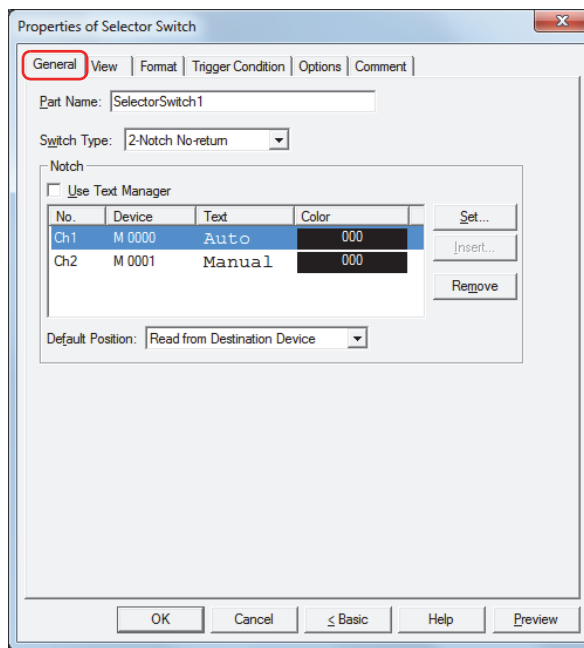 Properties of Selector Switch
General View Format Trigger Condition Options Comment
Part Name: SelectorSwitch1
Switch Type: 2-Notch No-return
Notch
Use Text Manager
No. Device Text Color
Ch1 M 0000 Auto 000
Ch2 M 0001 Manual 000
Set...
Insert...
Remove
Default Position: Read from Destination Device
OK Cancel < Basic Help Preview